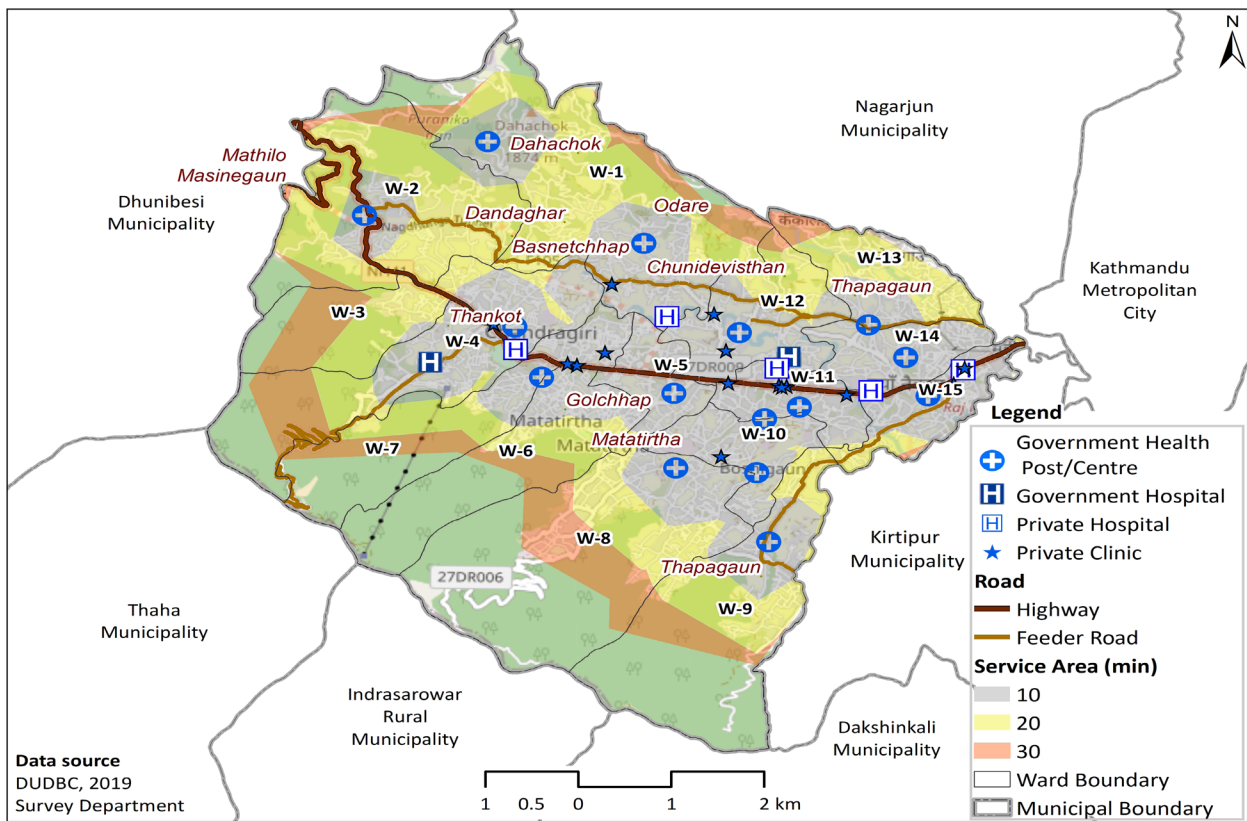 N
Nagarjun
Municipality
Puranika
Dahachok
1874 m
Dahachok
Mathilo
Masinegaun
W-1
Dhunibesi
Municipality
W-2
Odare
Dandaghar
Basnetchhap
W-13
Chunidevisthan
Kathmandu
Metropolitan
City
Thapagaun
W-12
W-3
Thankot
W-4
W-14
W-5
W-11
W-15
Golchhap
Matatirtha
Matatirtha
W-10
W-7
W-6
W-8
Kirtipur
Municipality
Thapagaun
27DR006
W-9
Thaha
Municipality
Indrasarowar
Rural
Municipality
Dakshinkali
Municipality
Legend
Government Health
Post/Centre
H Government Hospital
H Private Hospital
Private Clinic
Road
Highway
Feeder Road
Service Area (min)
10
20
30
Ward Boundary
Municipal Boundary
Data source
DUDBC, 2019
Survey Department
1 0.5 0 1 2 km